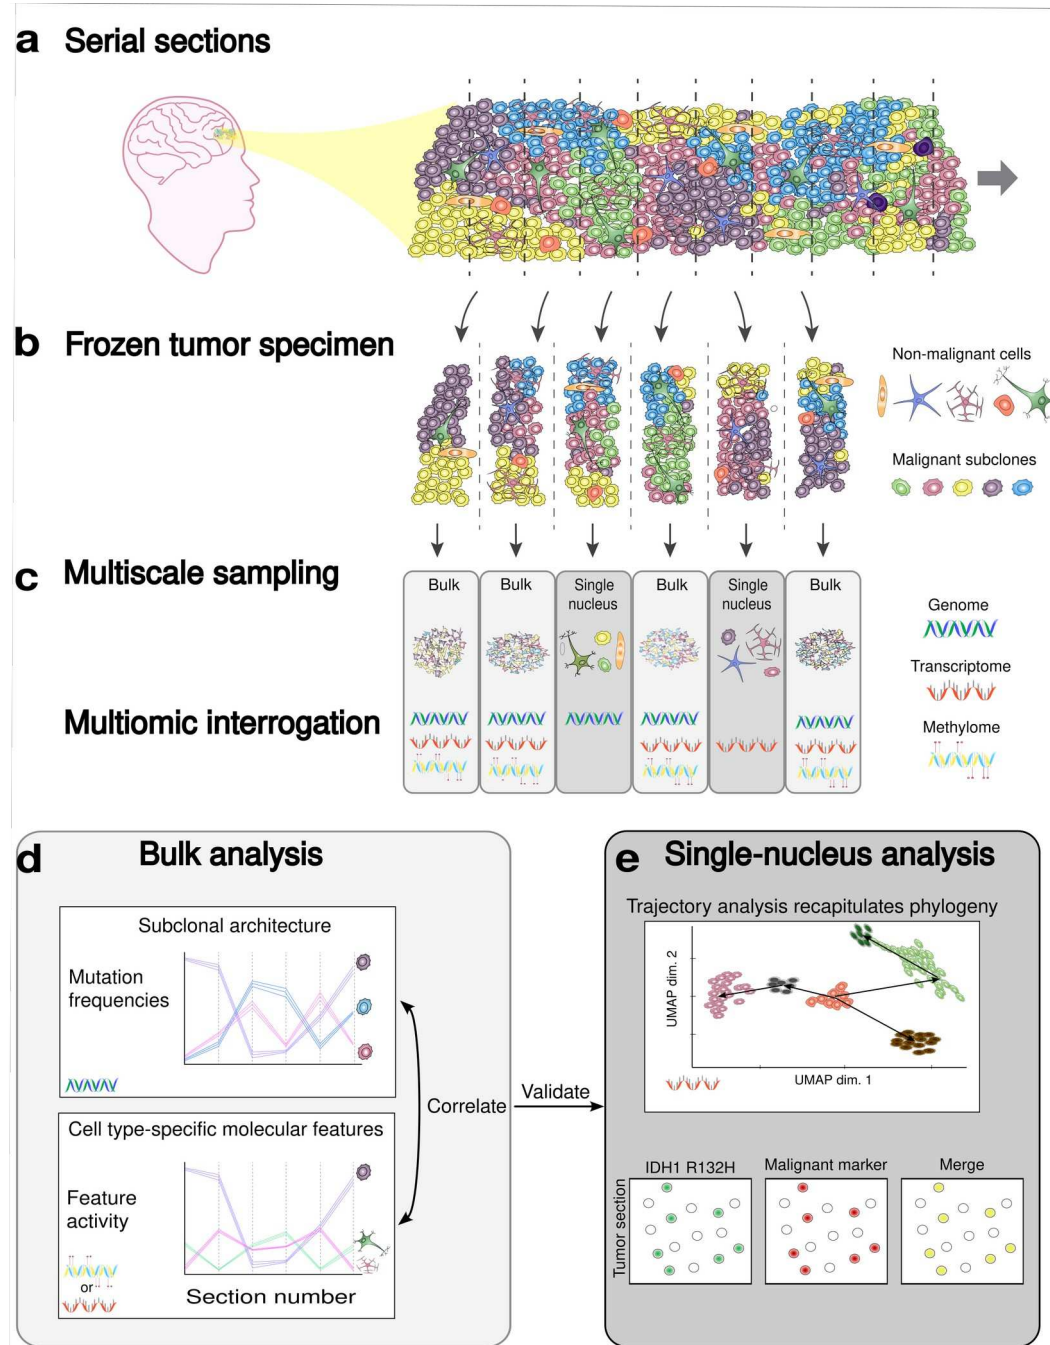 a Serial sections
b Frozen tumor specimen
Non-malignant cells
Malignant subclones
c Multiscale sampling
Bulk
Bulk
Single
nucleus
Bulk
Single
nucleus
Bulk
Genome
Transcriptome
Methylome
Multiomic interrogation
d Bulk analysis
Subclonal architecture
Mutation
frequencies
Cell type-specific molecular features
Feature
activity
or
Section number
Correlate
Validate
e Single-nucleus analysis
Trajectory analysis recapitulates phylogeny
UMAP dim. 2
UMAP dim. 1
Tumor section
IDH1 R132H
Malignant marker
Merge